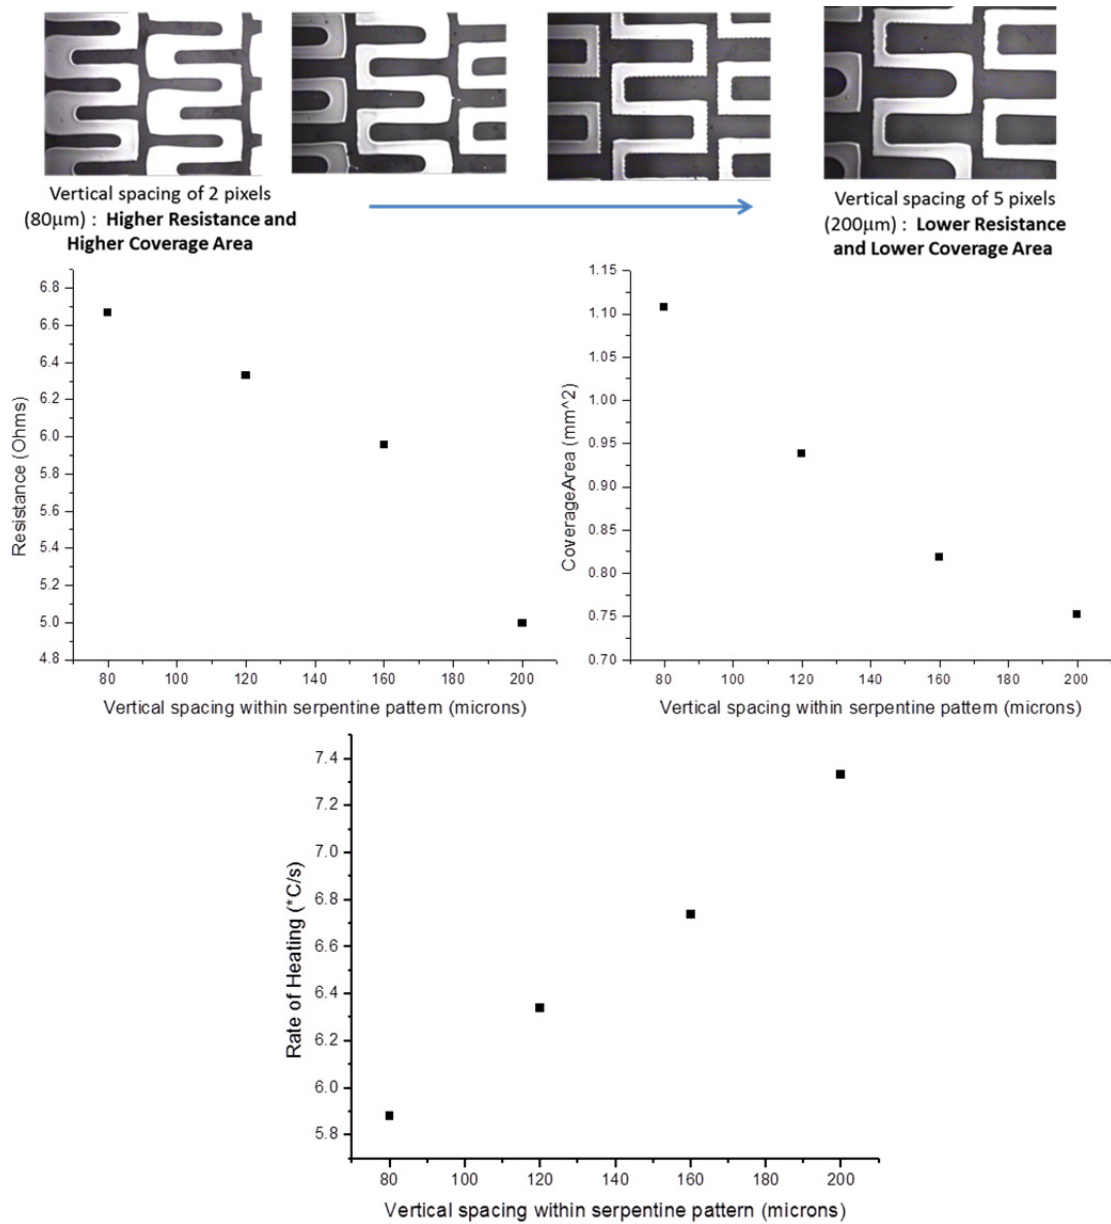 Vertical spacing of 2 pixels
(80μm) : Higher Resistance and
Higher Coverage Area
Vertical spacing of 5 pixels
(200μm) : Lower Resistance
and Lower Coverage Area
6.8
6.6
6.4
6.2
6.0
5.8
5.6
5.4
5.2
5.0
4.8
Resistance (Ohms)
80 100 120 140 160 180 200
Vertical spacing within serpentine pattern (microns)
1.15
1.10
1.05
1.00
0.95
0.90
0.85
0.80
0.75
0.70
CoverageArea (mm^2)
80 100 120 140 160 180 200
Vertical spacing within serpentine pattern (microns)
7.4
7.2
7.0
6.8
6.6
6.4
6.2
6.0
5.8
Rate of Heating (*C/s)
80 100 120 140 160 180 200
Vertical spacing within serpentine pattern (microns)